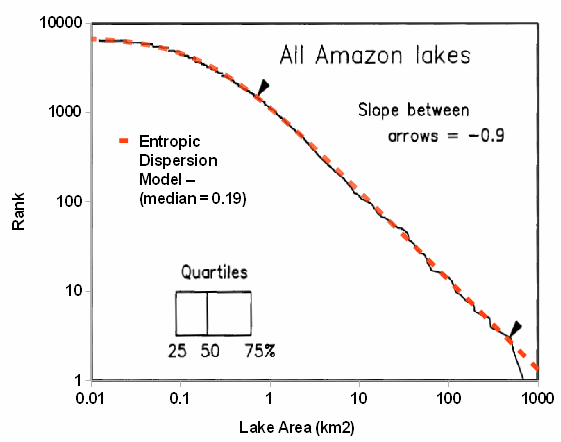 10000
1000
100
10
1
Rank
All Amazon lakes
Slope between
arrows = -0.9
Entropic
Dispersion
Model –
(median = 0.19)
Quartiles
25 50 75%
0.01 0.1 1 10 100 1000
Lake Area (km2)